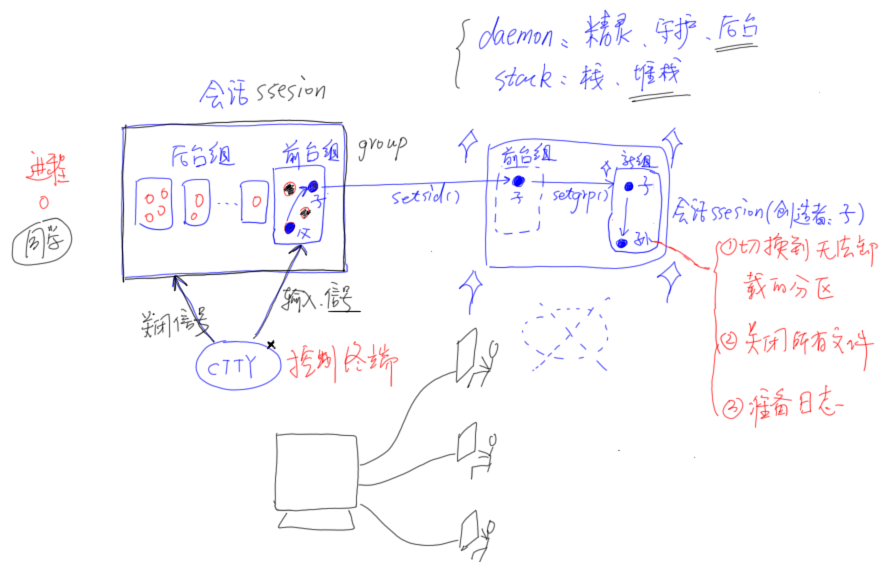 daemon: 精灵、守护、后台
stack: 栈、堆栈
会话 ssesion
后台组
前台组
group
进程
同学
...
子
父
setsid()
前台组
子
setgrp()
新组
子
孙
会话 ssesion(创造者:子)
①切换到无法卸
载的分区
②关闭所有文件
③准备日志
关闭信号
输入、信号
CTTY
控制终端